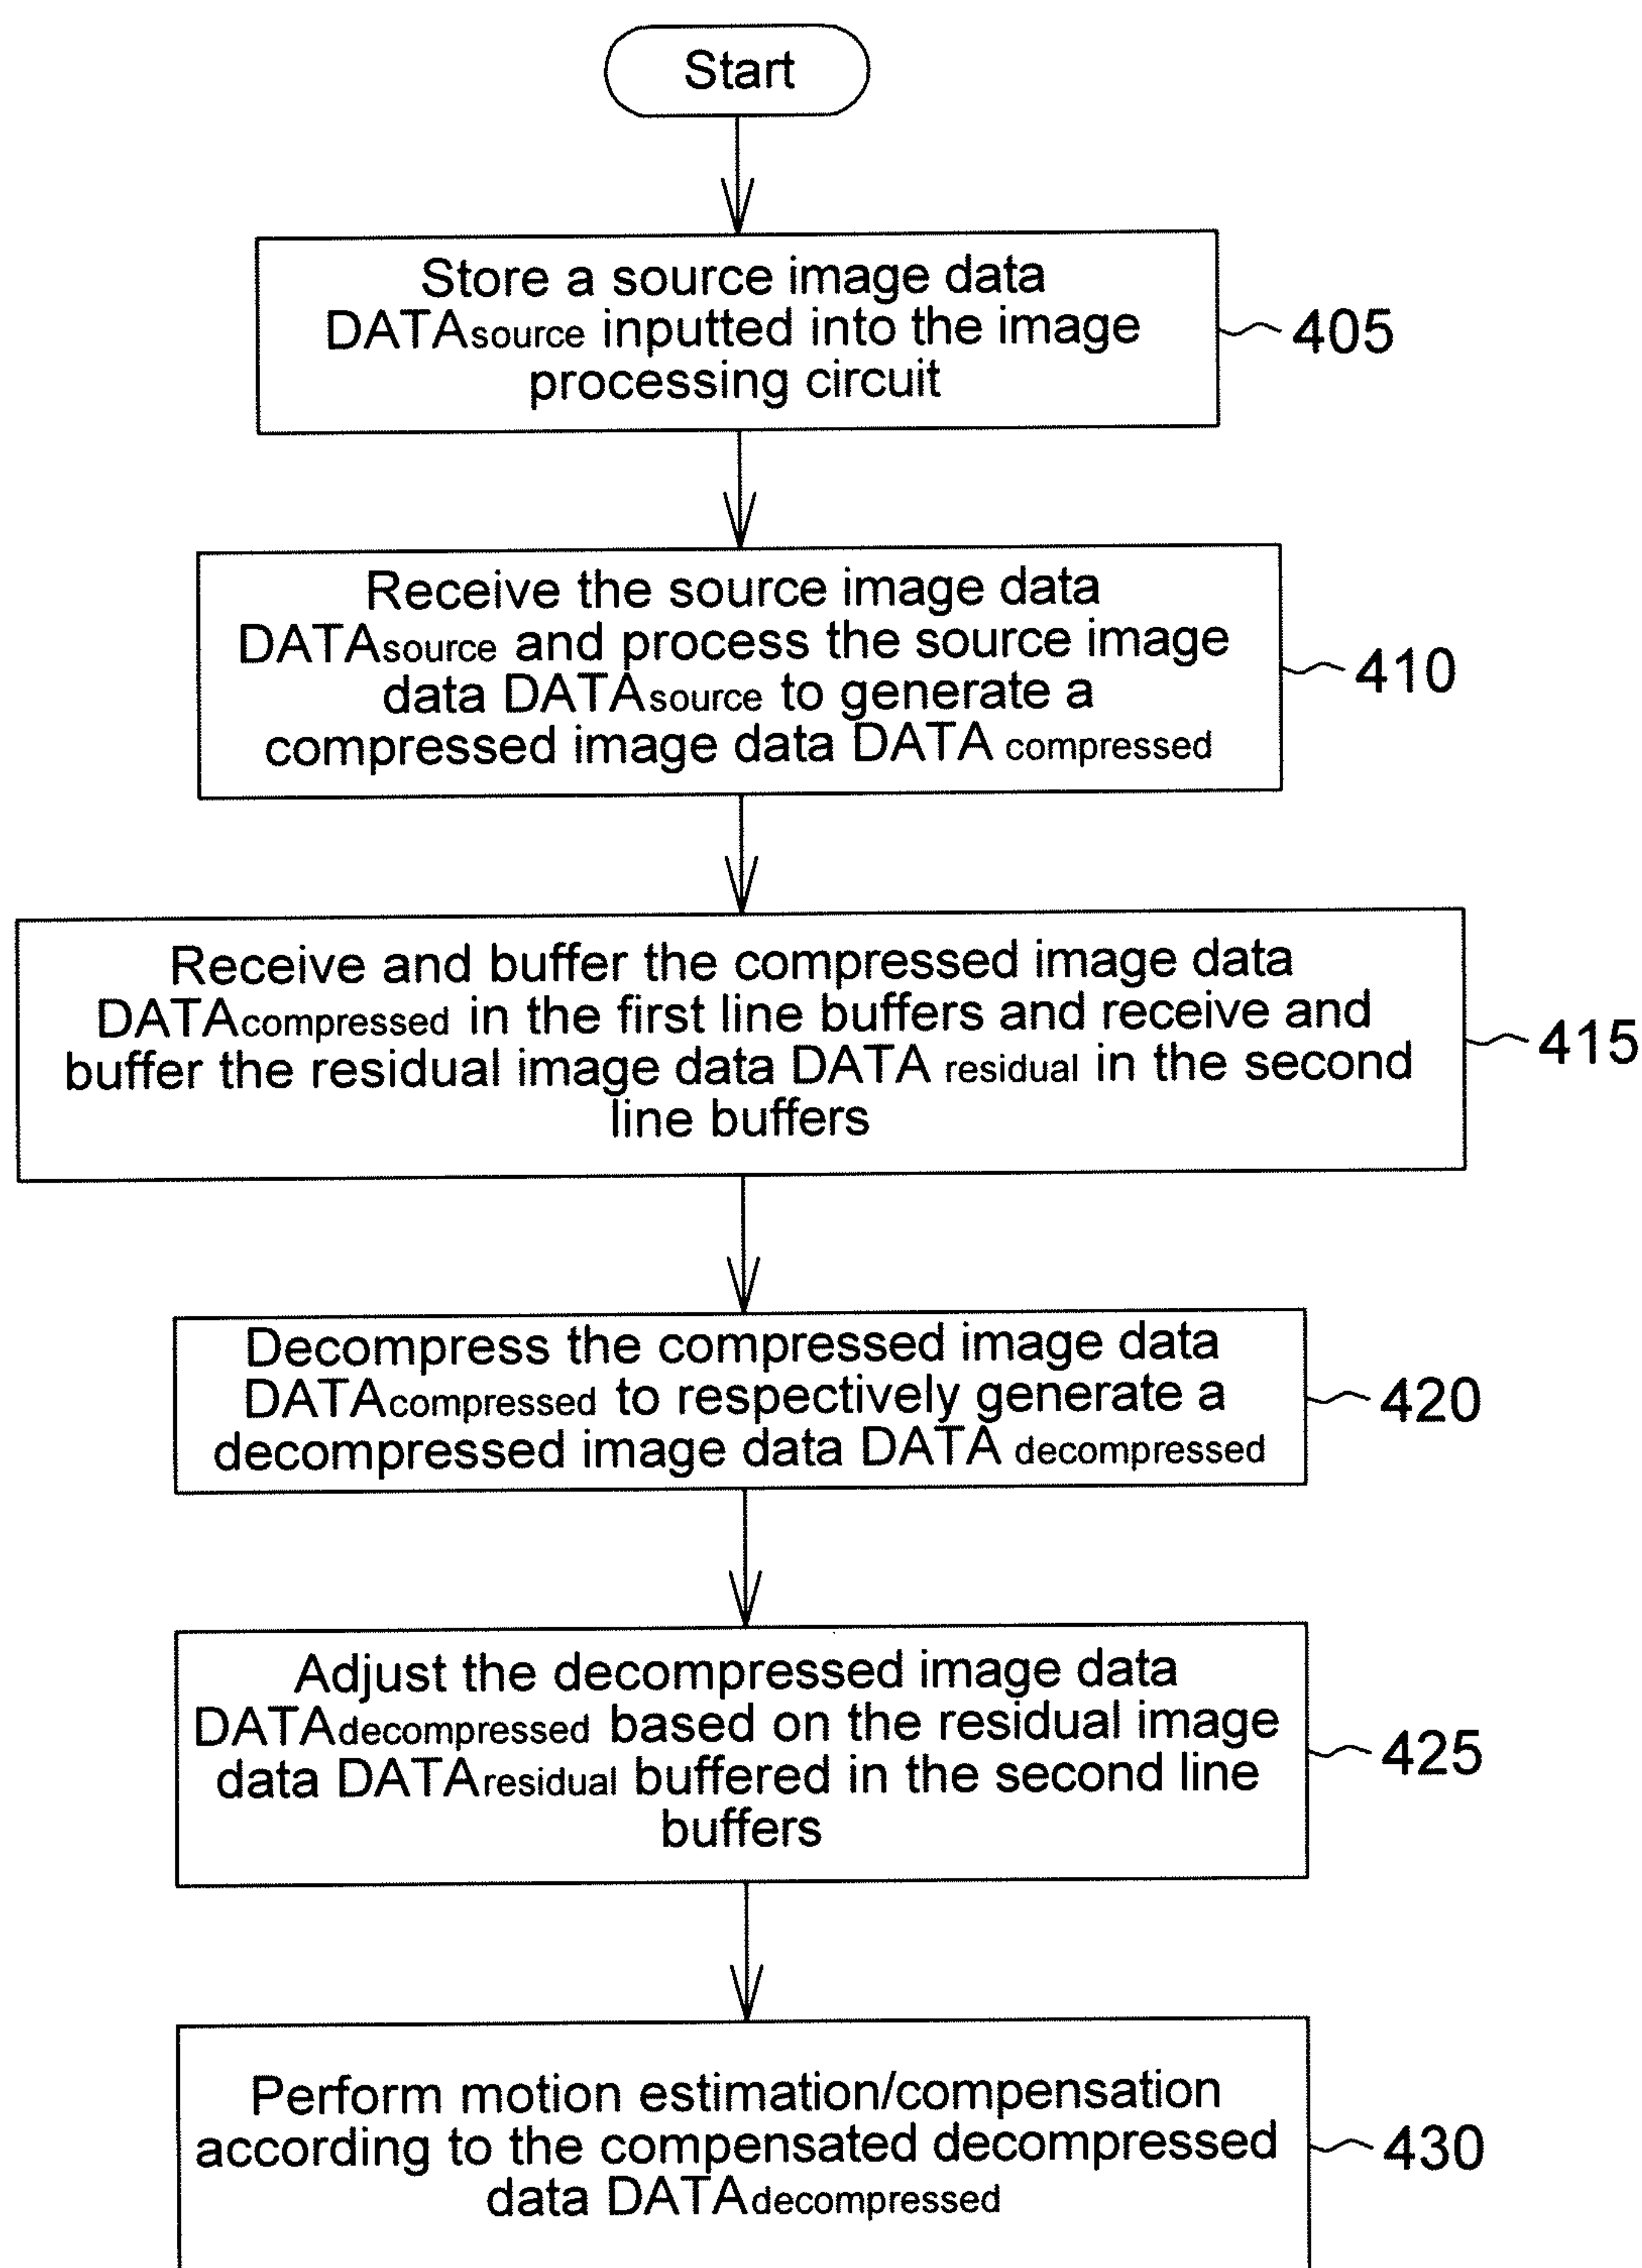 Start
Store a source image data
DATAsource inputted into the image
processing circuit
405
Receive the source image data
DATAsource and process the source image
data DATAsource to generate a
compressed image data DATA compressed
410
Receive and buffer the compressed image data
DATAcompressed in the first line buffers and receive and
buffer the residual image data DATA residual in the second
line buffers
415
Decompress the compressed image data
DATAcompressed to respectively generate a
decompressed image data DATA decompressed
420
Adjust the decompressed image data
DATAdecompressed based on the residual image
data DATAresidual buffered in the second line
buffers
425
Perform motion estimation/compensation
according to the compensated decompressed
data DATAdecompressed
430